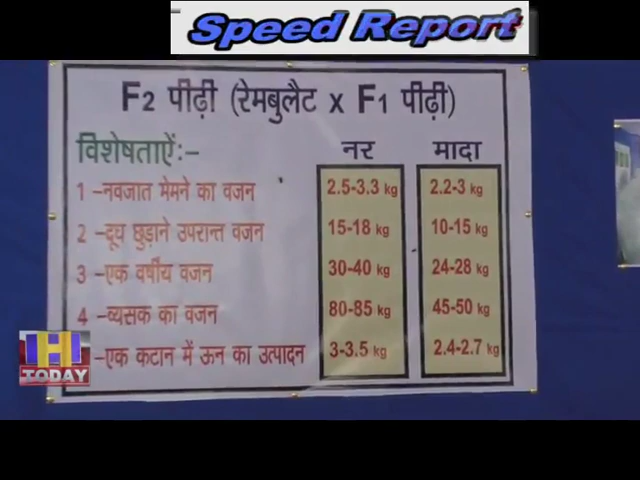 Speed Report
F2 पीढ़ी (रेमबुलैट x F1 पीढ़ी)
विशेषताऐं:- नर मादा
1 –नवजात मेमने का वजन 2.5-3.3 kg 2.2-3 kg
2 –दूध छुड़ाने उपरान्त वजन 15-18 kg 10-15 kg
3 –एक वर्षीय वजन 30-40 kg 24-28 kg
4 –व्यसक का वजन 80-85 kg 45-50 kg
–एक कटान में ऊन का उत्पादन 3-3.5 kg 2.4-2.7 kg
HI
TODAY